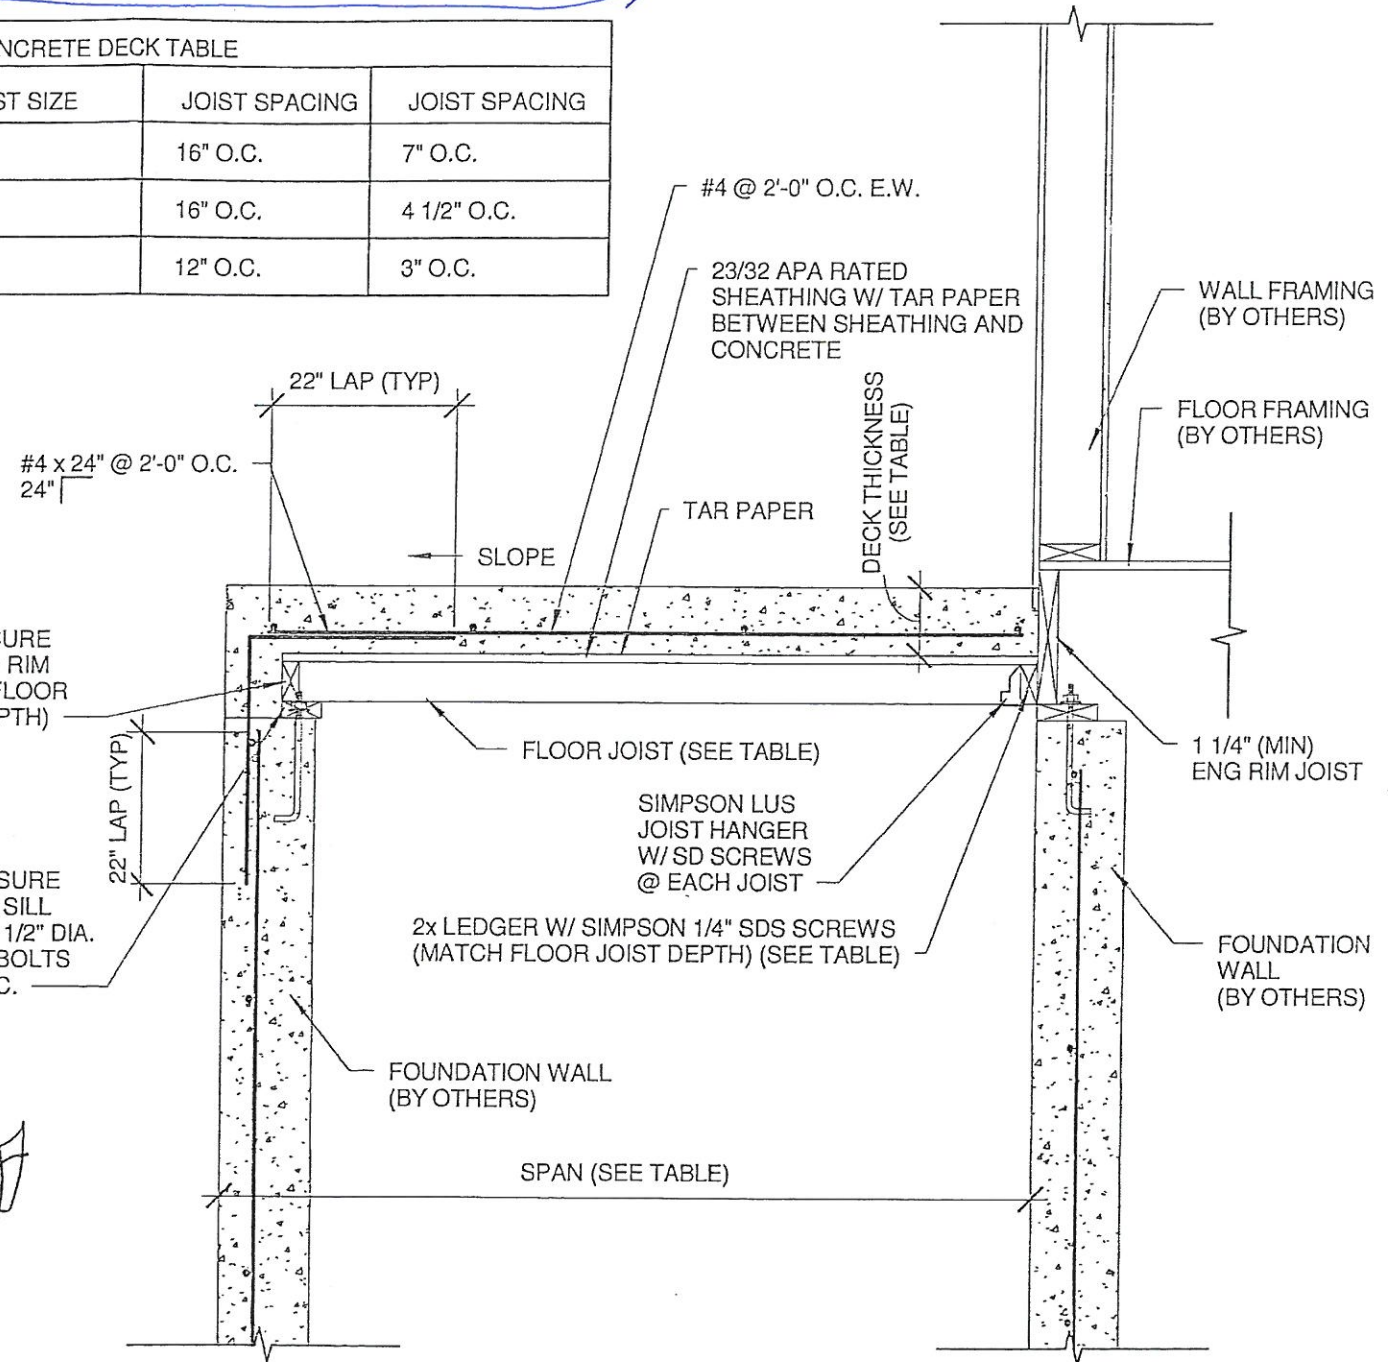 NCRETE DECK TABLE
ST SIZE JOIST SPACING JOIST SPACING
16" O.C. 7" O.C.
16" O.C. 4 1/2" O.C.
12" O.C. 3" O.C.
#4 @ 2'-0" O.C. E.W.
23/32 APA RATED
SHEATHING W/ TAR PAPER
BETWEEN SHEATHING AND
CONCRETE
WALL FRAMING
(BY OTHERS)
22" LAP (TYP)
DECK THICKNESS
(SEE TABLE)
FLOOR FRAMING
(BY OTHERS)
#4 x 24" @ 2'-0" O.C.
24"
TAR PAPER
SLOPE
SURE
RIM
FLOOR
PTH)
22" LAP (TYP)
FLOOR JOIST (SEE TABLE)
1 1/4" (MIN)
ENG RIM JOIST
SIMPSON LUS
JOIST HANGER
W/ SD SCREWS
@ EACH JOIST
SURE
SILL
1/2" DIA.
BOLTS
C.
2x LEDGER W/ SIMPSON 1/4" SDS SCREWS
(MATCH FLOOR JOIST DEPTH) (SEE TABLE)
FOUNDATION
WALL
(BY OTHERS)
FOUNDATION WALL
(BY OTHERS)
SPAN (SEE TABLE)